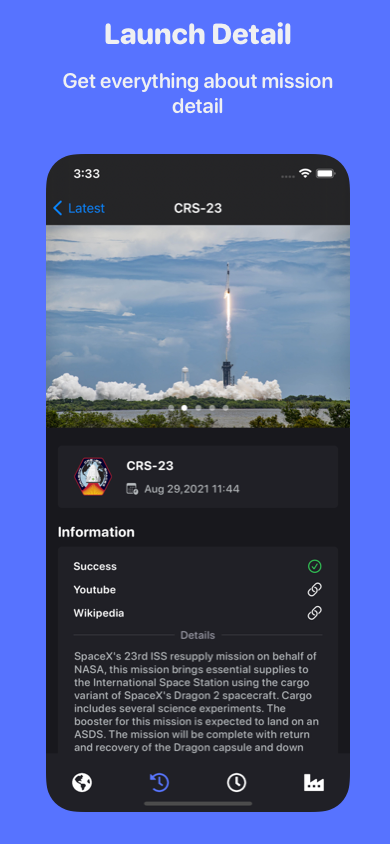 Launch Detail
Get everything about mission
detail
3:33
Latest
CRS-23
CRS-23
Aug 29,2021 11:44
Information
Success
Youtube
Wikipedia
Details
SpaceX's 23rd ISS resupply mission on behalf of
NASA, this mission brings essential supplies to
the International Space Station using the cargo
variant of SpaceX's Dragon 2 spacecraft. Cargo
includes several science experiments. The
booster for this mission is expected to land on an
ASDS. The mission will be complete with return
and recovery of the Dragon capsule and down